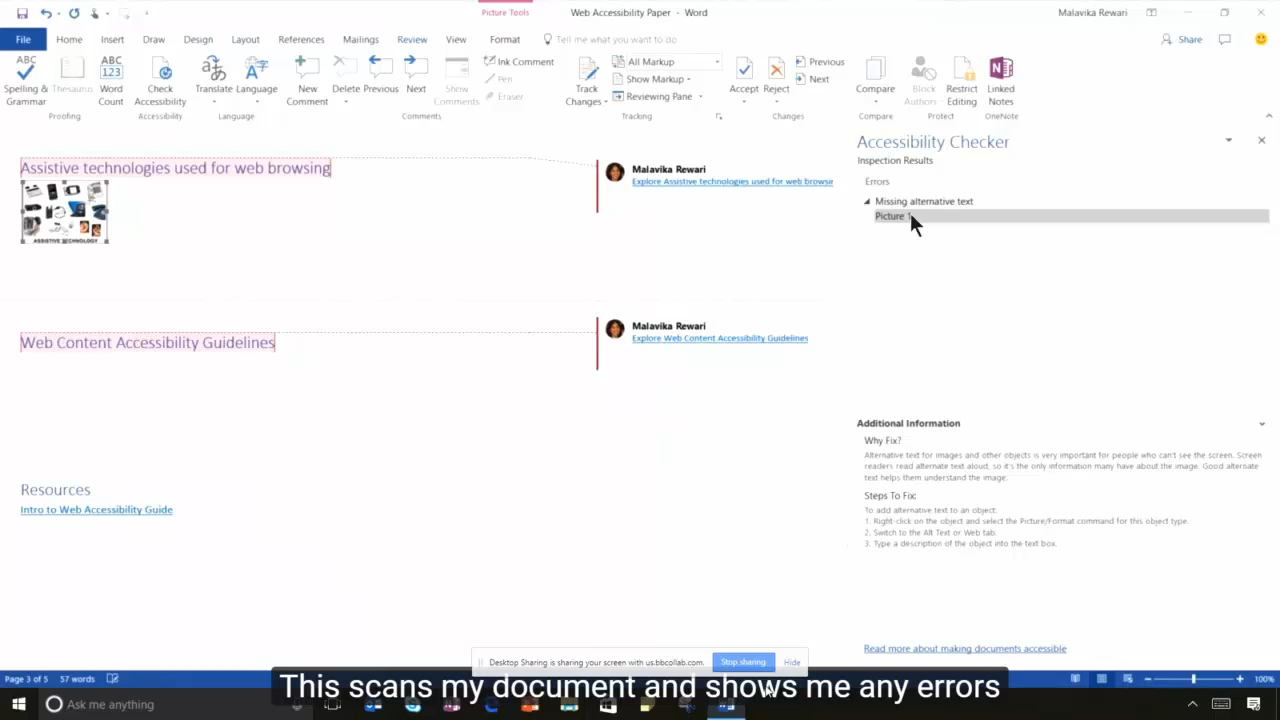 Picture Tools
Web Accessibility Paper - Word
Malavika Rewari
File Home Insert Draw Design Layout References Mailings Review View Format Tell me what you want to do
Share
ABC
Spelling & Grammar
Thesaurus
ABC 123
Word Count
Proofing
Check Accessibility
Accessibility
Translate
Language
Language
New Comment
Delete
Previous
Next
Show Comments
Ink Comment
Pen
Eraser
Comments
Track Changes
All Markup
Show Markup
Reviewing Pane
Tracking
Accept
Reject
Previous
Next
Changes
Compare
Compare
Block Authors
Restrict Editing
Protect
Linked Notes
OneNote
Assistive technologies used for web browsing
ASSISTIVE TECHNOLOGY
Malavika Rewari
Explore Assistive technologies used for web browsin
Web Content Accessibility Guidelines
Malavika Rewari
Explore Web Content Accessibility Guidelines
Resources
Intro to Web Accessibility Guide
Accessibility Checker
Inspection Results
Errors
Missing alternative text
Picture 1
Additional Information
Why Fix?
Alternative text for images and other objects is very important for people who can't see the screen. Screen
readers read alternate text aloud, so it's the only information many have about the image. Good alternate
text helps them understand the image.
Steps To Fix:
To add alternative text to an object:
1. Right-click on the object and select the Picture/Format command for this object type.
2. Switch to the Alt Text or Web tab.
3. Type a description of the object into the text box.
Read more about making documents accessible
Desktop Sharing is sharing your screen with us.bbcollab.com.
Stop sharing
Hide
This scans my document and shows me any errors
Page 3 of 5 57 words
100%
Ask me anything